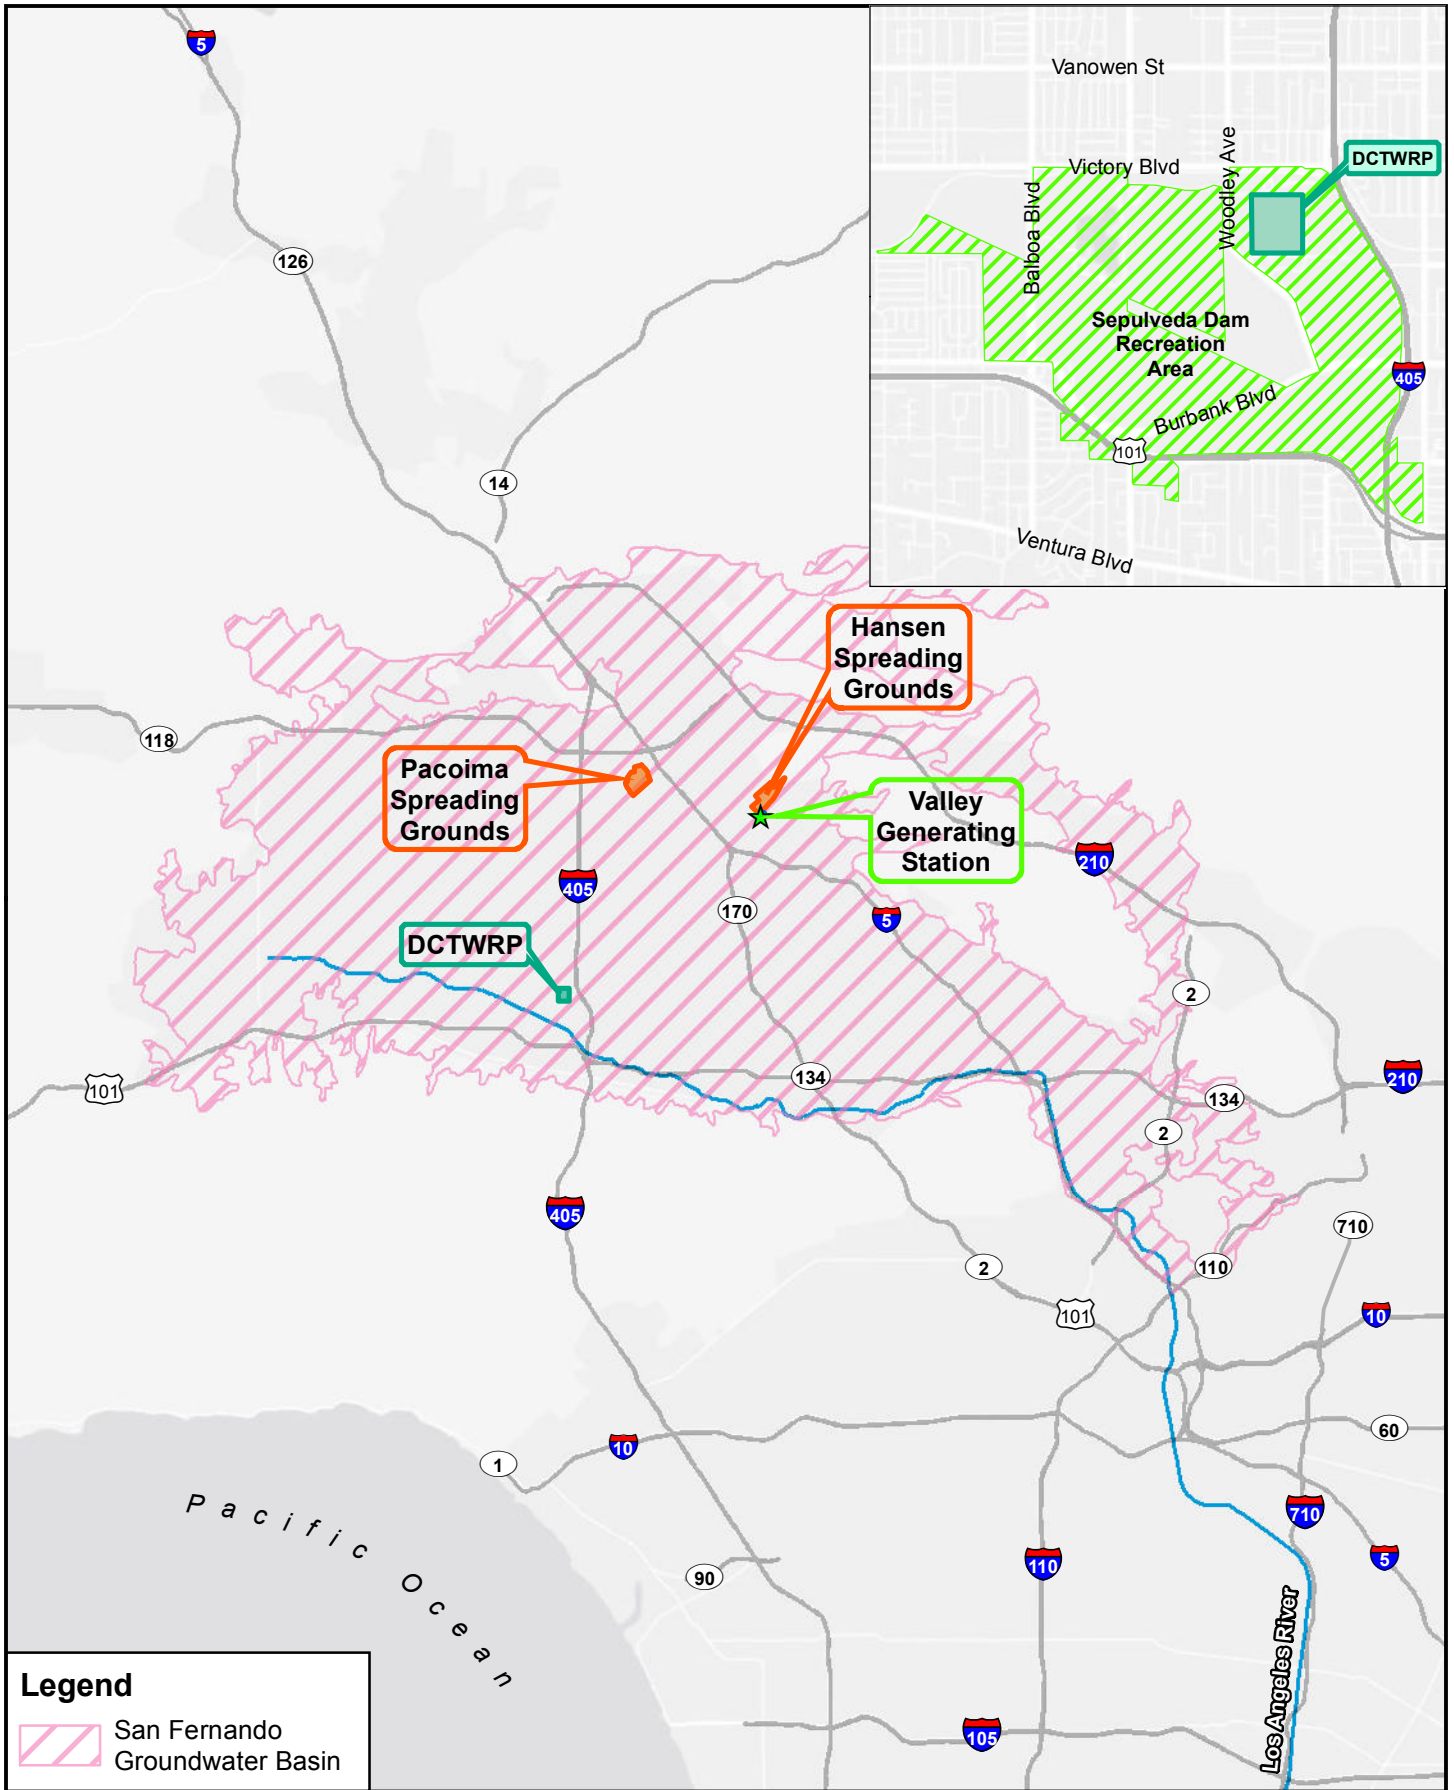 5
126
14
118
Vanowen St
Victory Blvd
Woodley Ave
DCTWRP
Balboa Blvd
Sepulveda Dam
Recreation
Area
405
Burbank Blvd
101
Ventura Blvd
Hansen
Spreading
Grounds
Pacoima
Spreading
Grounds
Valley
Generating
Station
210
405
170
5
DCTWRP
2
101
134
210
134
2
405
710
2
110
101
10
60
10
1
710
5
110
90
Pacific Ocean
Los Angeles River
105
Legend
San Fernando
Groundwater Basin